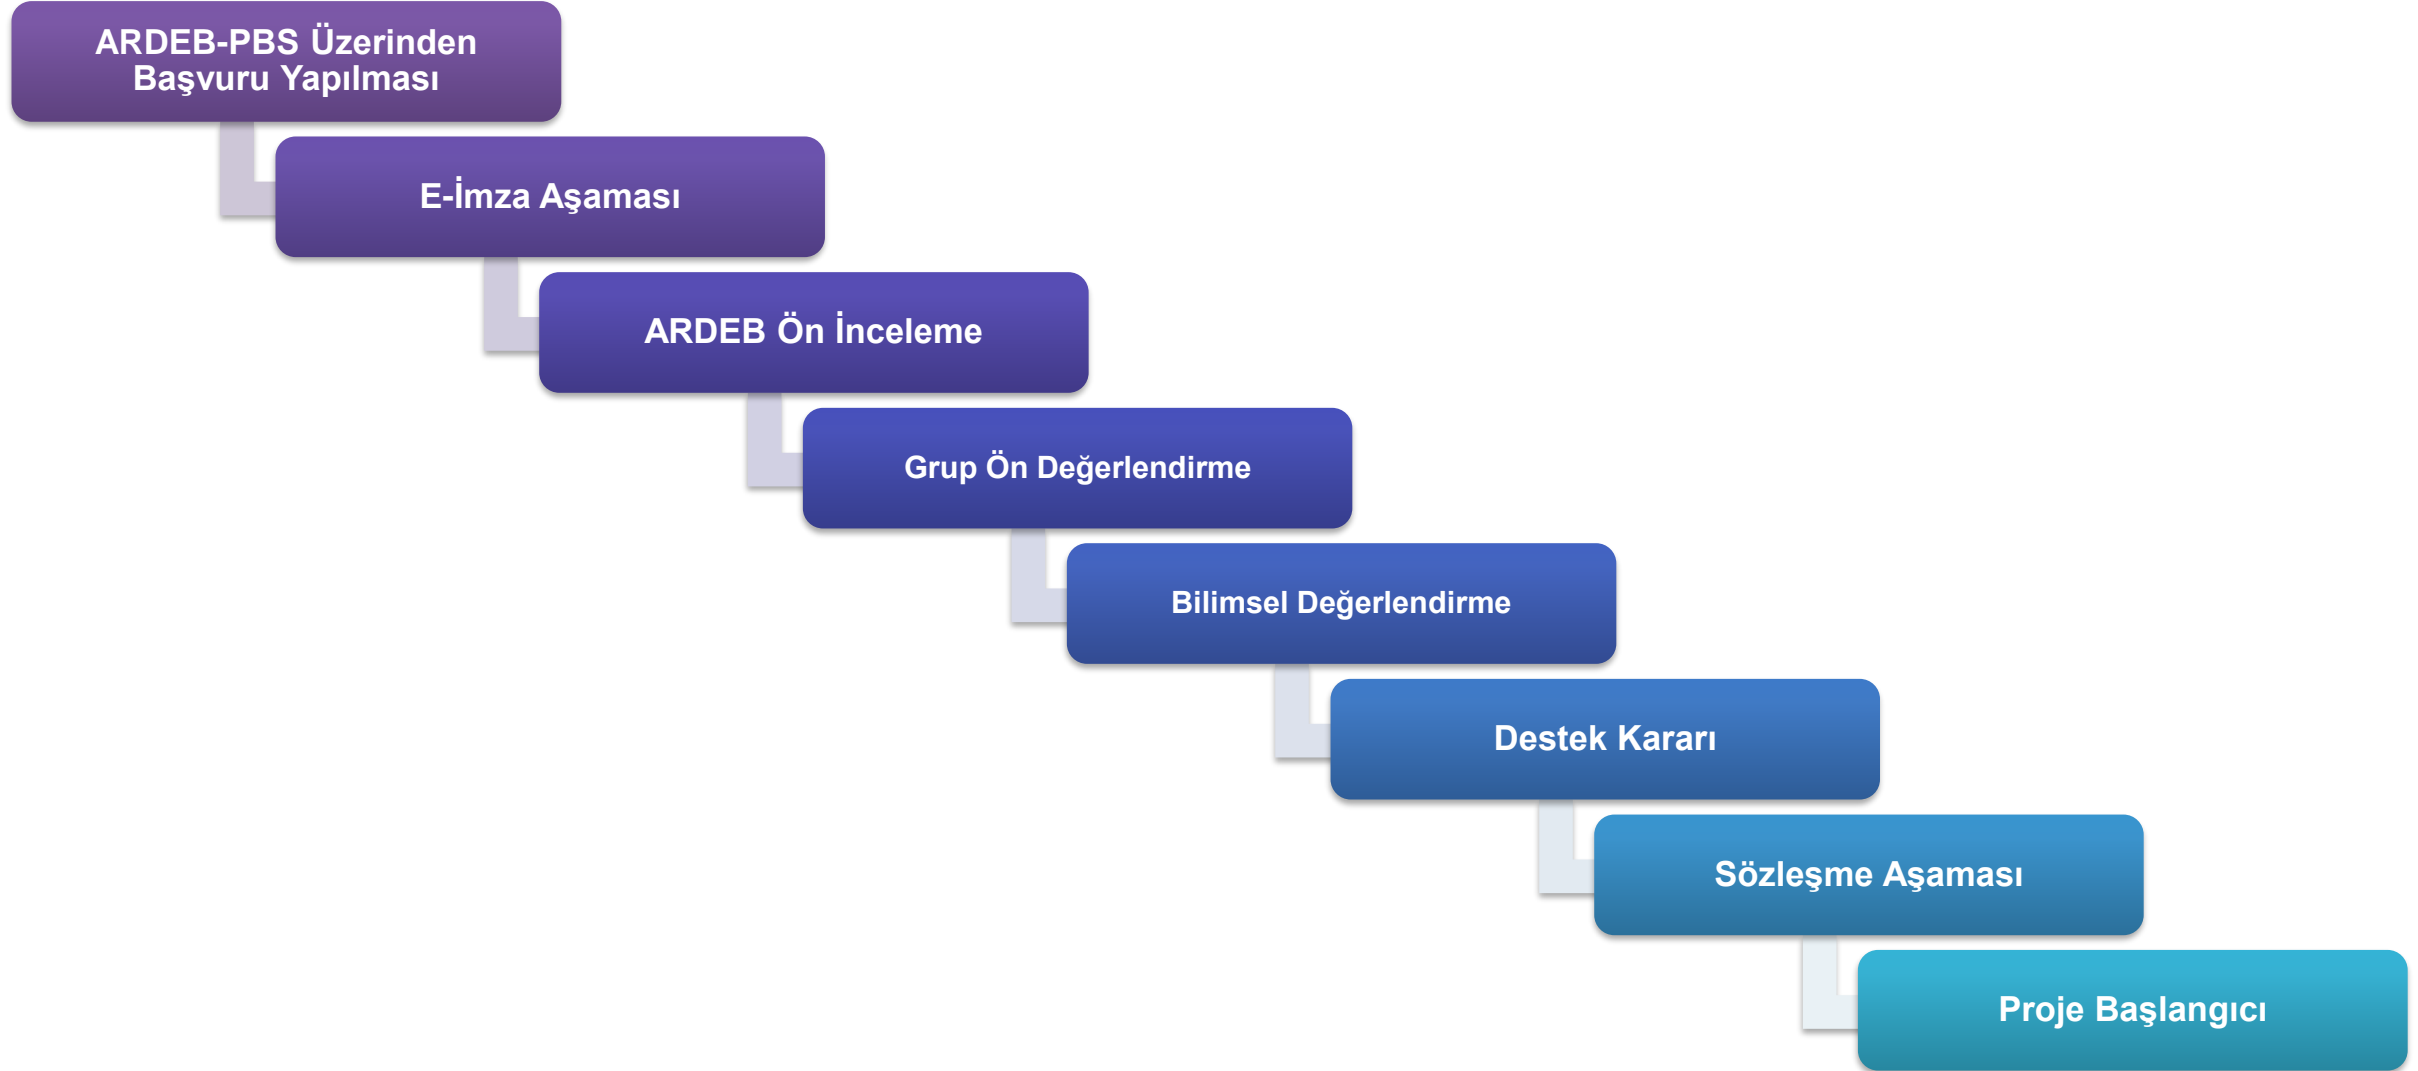 ARDEB-PBS Üzerinden
Başvuru Yapılması
E-İmza Aşaması
ARDEB Ön İnceleme
Grup Ön Değerlendirme
Bilimsel Değerlendirme
Destek Kararı
Sözleşme Aşaması
Proje Başlangıcı